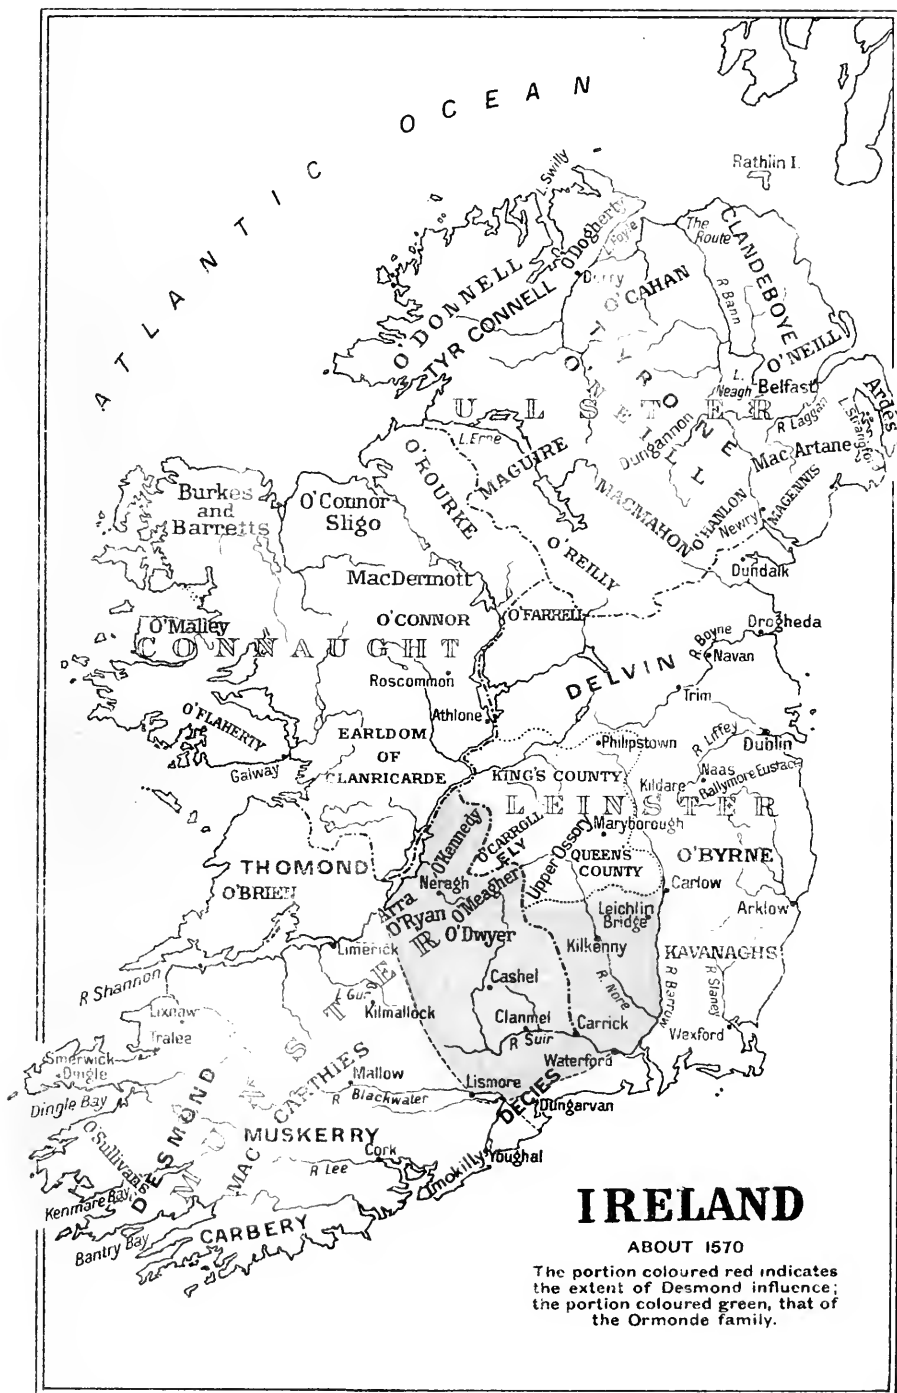 ATLANTIC OCEAN
Rathlin I.
L. Swilly
O'Dogherty
L. Foyle
The
Route
CLANDEBOYE
O'DONNELL
TYR CONNELL
Derry
O'CAHAN
R Bann
O'NEILL
TYRONE
O'NEILL
L.
Neagh
Belfast
Ardes
L. Strangford
R Laggan
ULSTER
Dungannon
Mac Artane
L. Erne
O'ROURKE
MAGUIRE
MACMAHON
O'HANLON
Newry
MAGENNIS
Burkes
and
Barretts
O'Connor
Sligo
O'REILLY
Dundalk
MacDermott
O'CONNOR
O'FARRELL
O'Malley
CONNAUGHT
Roscommon
Drogheda
R. Boyne
Navan
DELVIN
Trim
Athlone
O'FLAHERTY
Galway
EARLDOM
OF
CLANRICARDE
Philipstown
R Liffey
Dublin
KING'S COUNTY
Kildare
Naas
Ballymore Eustace
LEINSTER
O'Kennedy
O'CARROLL
ELY
Upper Ossory
Maryborough
QUEENS
COUNTY
O'BYRNE
THOMOND
O'BRIEN
Neragh
O'Meagher
Arra
O'Ryan
O'Dwyer
Carlow
Leichlin
Bridge
Arklow
Limerick
Kilkenny
KAVANAGHS
R Shannon
MUNSTER
Cashel
R. Nore
R Barrow
R Slaney
L Gur
Kilmallock
Lixnaw
Tralee
Clanmel
Carrick
Wexford
R Suir
Smerwick
Dingle
Waterford
Dingle Bay
DESMOND
MAC CARTHIES
Mallow
R Blackwater
Lismore
DECIES
Dungarvan
O'Sullivans
MUSKERRY
Cork
R Lee
Imokilly
Youghal
Kenmare Bay
Bantry Bay
CARBERY
IRELAND
ABOUT 1570
The portion coloured red indicates
the extent of Desmond influence;
the portion coloured green, that of
the Ormonde family.